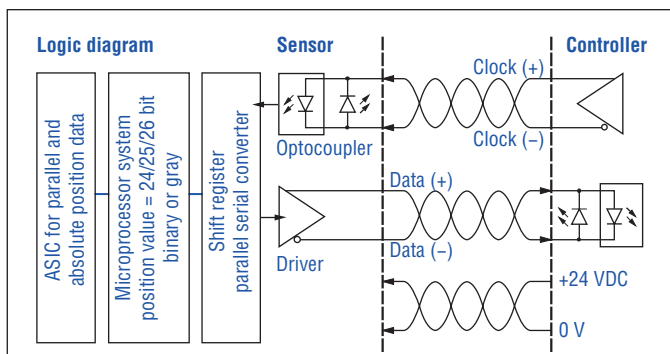 Logic diagram
Sensor
Controller
ASIC for parallel and
absolute position data
Microprocessor system
position value = 24/25/26 bit
binary or gray
Shift register
parallel serial converter
Optocoupler
Clock (+)
Clock (−)
Driver
Data (+)
Data (−)
+24 VDC
0 V